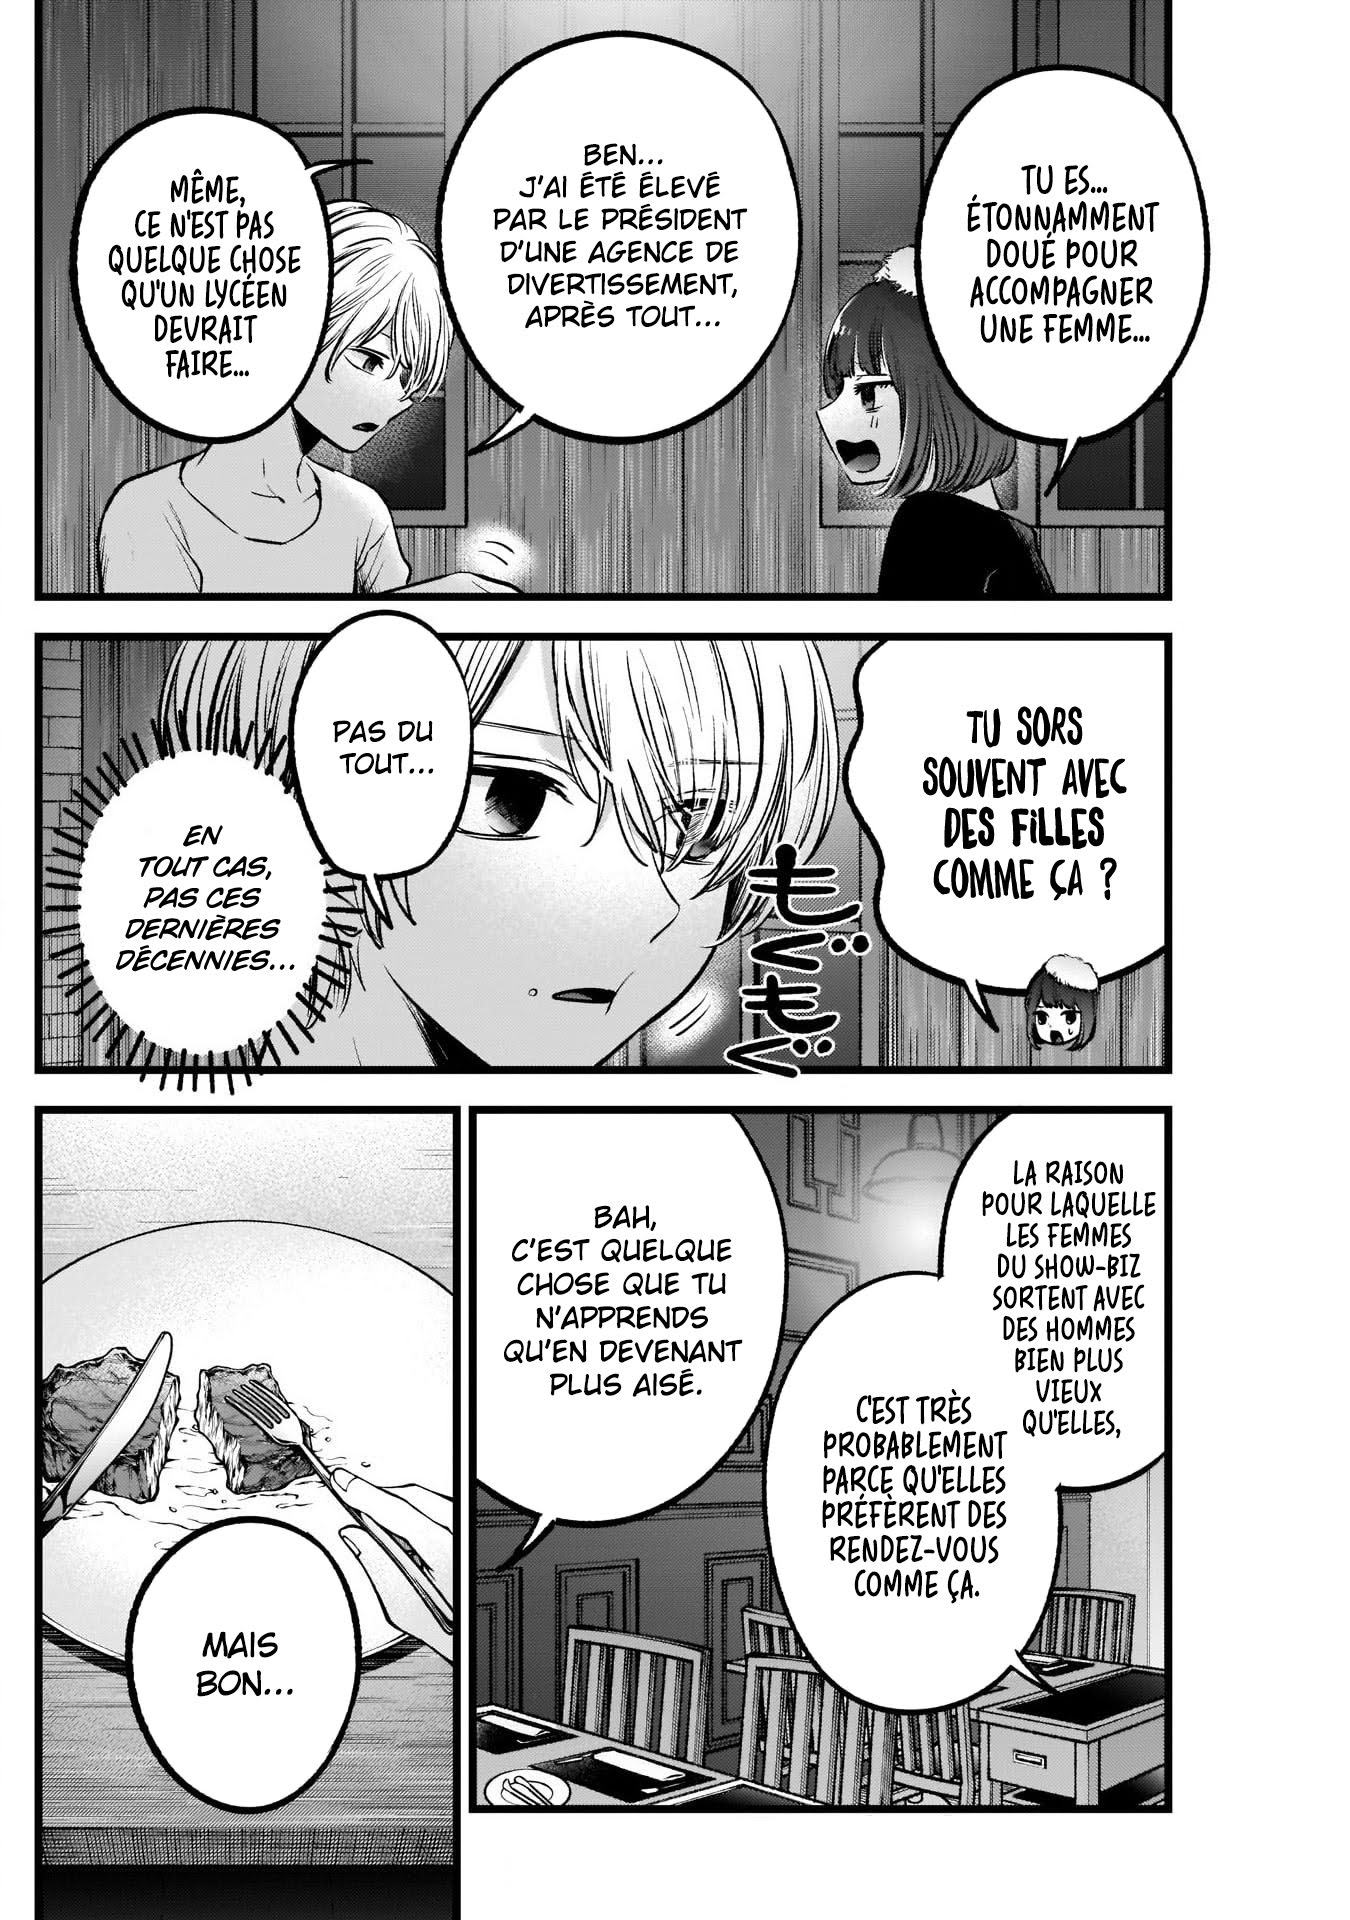 TU ES...
ÉTONNAMMENT
DOUÉ POUR
ACCOMPAGNER
UNE FEMME...
BEN...
J'AI ÉTÉ ÉLEVÉ
PAR LE PRÉSIDENT
D'UNE AGENCE DE
DIVERTISSEMENT,
APRÈS TOUT...
MÊME,
CE N'EST PAS
QUELQUE CHOSE
QU'UN LYCÉEN
DEVRAIT
FAIRE...
TU SORS
SOUVENT AVEC
DES FILLES
COMME ÇA ?
もぐもぐ
PAS DU
TOUT...
EN
TOUT CAS,
PAS CES
DERNIÈRES
DÉCENNIES...
LA RAISON
POUR LAQUELLE
LES FEMMES
DU SHOW-BIZ
SORTENT AVEC
DES HOMMES
BIEN PLUS
VIEUX
QU'ELLES,
C'EST TRÈS
PROBABLEMENT
PARCE QU'ELLES
PRÉFÈRENT DES
RENDEZ-VOUS
COMME ÇA.
BAH,
C'EST QUELQUE
CHOSE QUE TU
N'APPRENDS
QU'EN DEVENANT
PLUS AISÉ.
MAIS
BON...